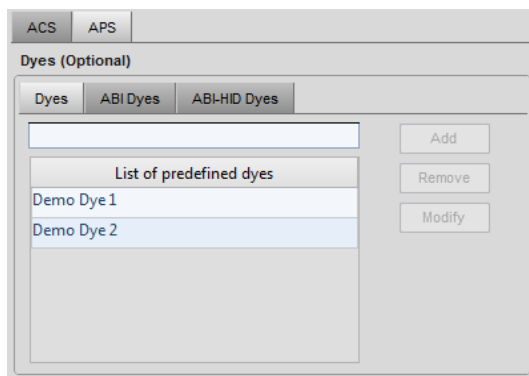 ACS APS
Dyes (Optional)
Dyes ABI Dyes ABI-HID Dyes
Add
List of predefined dyes
Remove
Demo Dye 1
Modify
Demo Dye 2